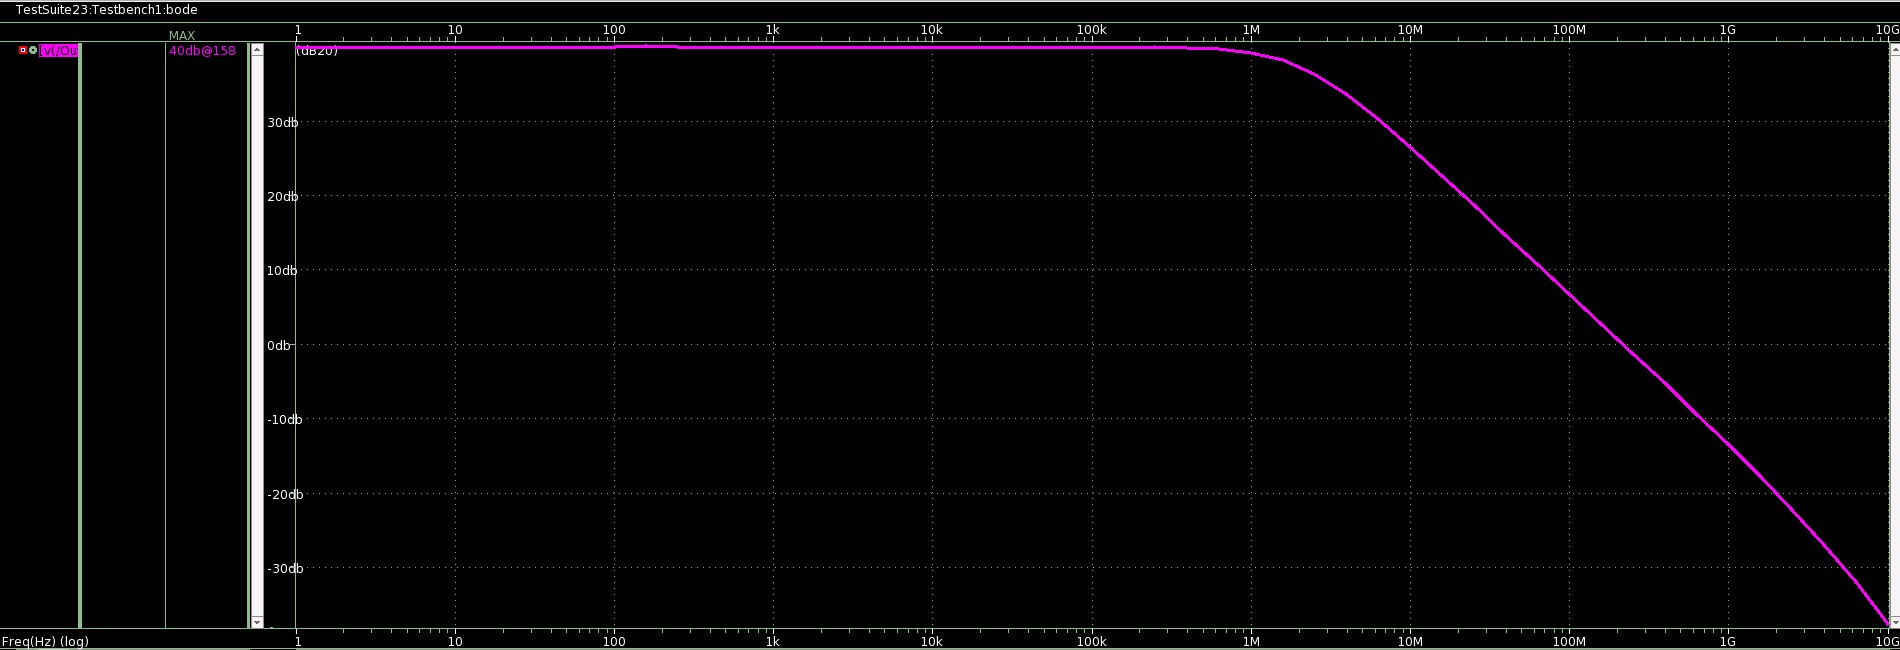 TestSuite23:Testbench1:bode
1 10 100 1k 10k 100k 1M 10M 100M 1G 10G
MAX
v(/Ou 40db@158
(dB20)
30db
20db
10db
0db
-10db
-20db
-30db
Freq(Hz) (log) 1 10 100 1k 10k 100k 1M 10M 100M 1G 10G